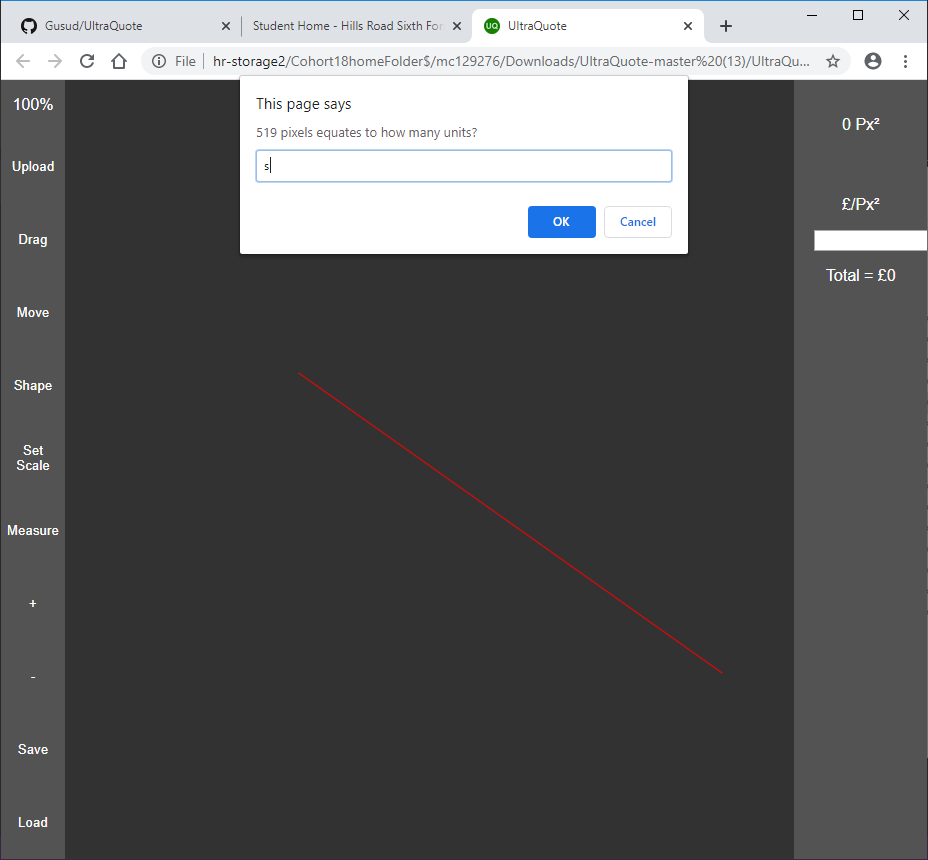 Gusud/UltraQuote
Student Home - Hills Road Sixth For
UQ UltraQuote
File hr-storage2/Cohort18homeFolder$/mc129276/Downloads/UltraQuote-master%20(13)/UltraQu...
This page says
519 pixels equates to how many units?
s
OK Cancel
100%
Upload
Drag
Move
Shape
Set
Scale
Measure
+
-
Save
Load
0 Px²
£/Px²
Total = £0